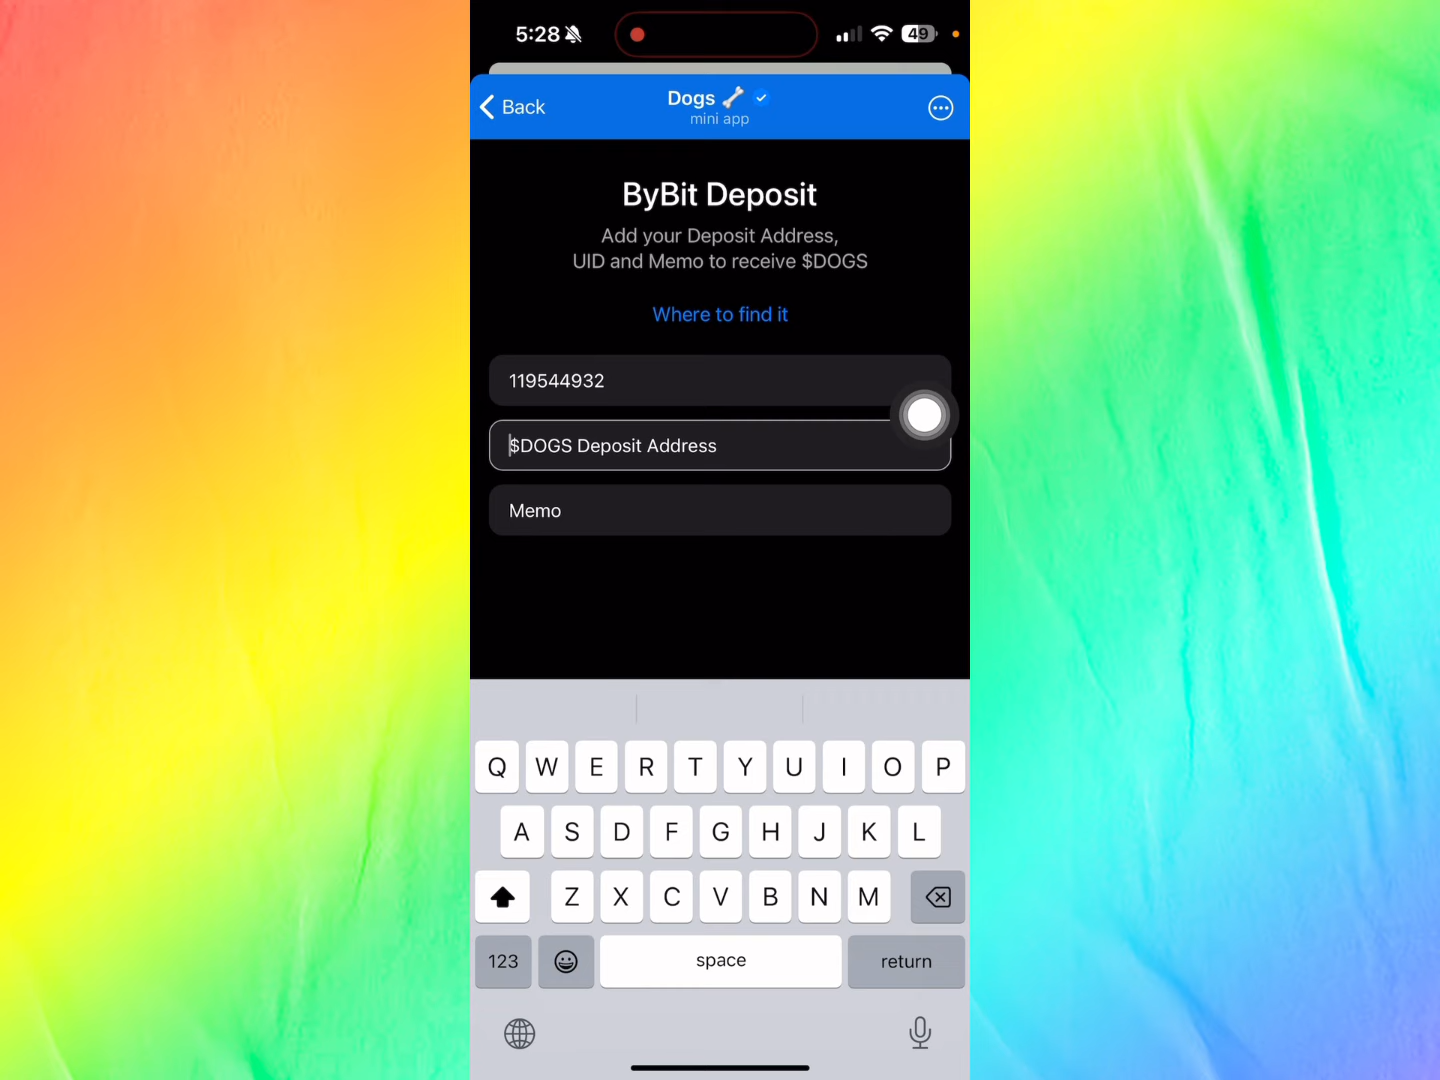 5:28
49
Back
Dogs
mini app
ByBit Deposit
Add your Deposit Address,
UID and Memo to receive $DOGS
Where to find it
119544932
$DOGS Deposit Address
Memo
Q W E R T Y U I O P
A S D F G H J K L
Z X C V B N M
123 space return